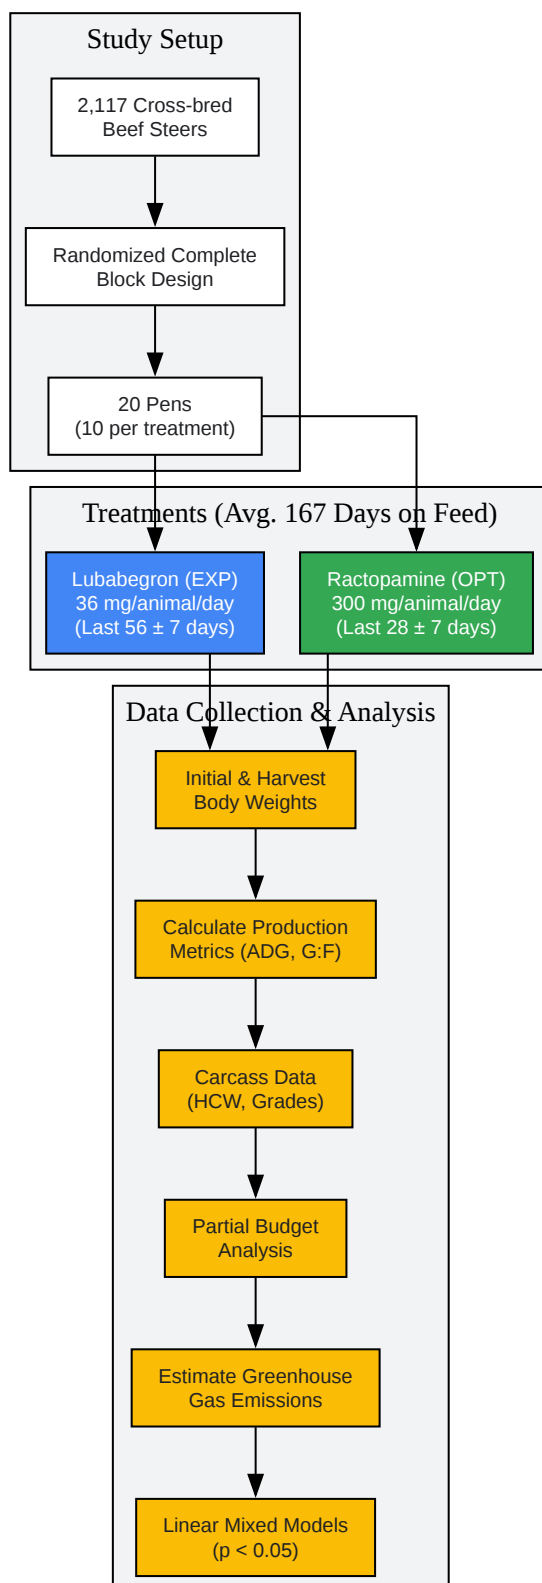 Study Setup
2,117 Cross-bred
Beef Steers
Randomized Complete
Block Design
20 Pens
(10 per treatment)
Treatments (Avg. 167 Days on Feed)
Lubabegron (EXP)
36 mg/animal/day
(Last 56 ± 7 days)
Ractopamine (OPT)
300 mg/animal/day
(Last 28 ± 7 days)
Data Collection & Analysis
Initial & Harvest
Body Weights
Calculate Production
Metrics (ADG, G:F)
Carcass Data
(HCW, Grades)
Partial Budget
Analysis
Estimate Greenhouse
Gas Emissions
Linear Mixed Models
(p < 0.05)